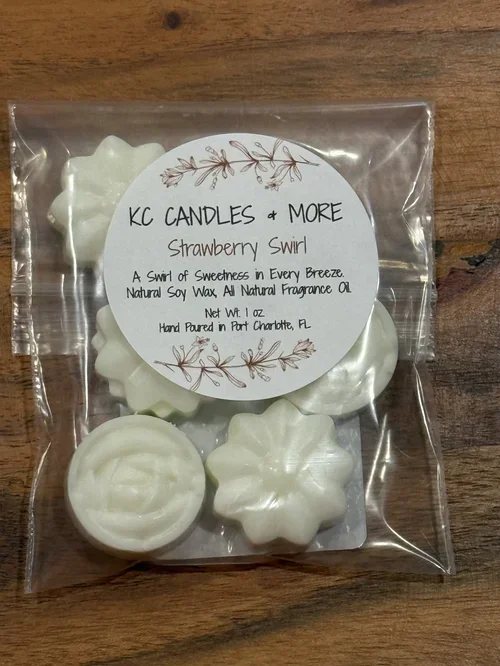 KC CANDLES & MORE
Strawberry Swirl
A Swirl of Sweetness in Every Breeze.
Natural Soy Wax, All Natural Fragrance Oil.
Net Wt. 1 oz.
Hand Poured in Port Charlotte, FL